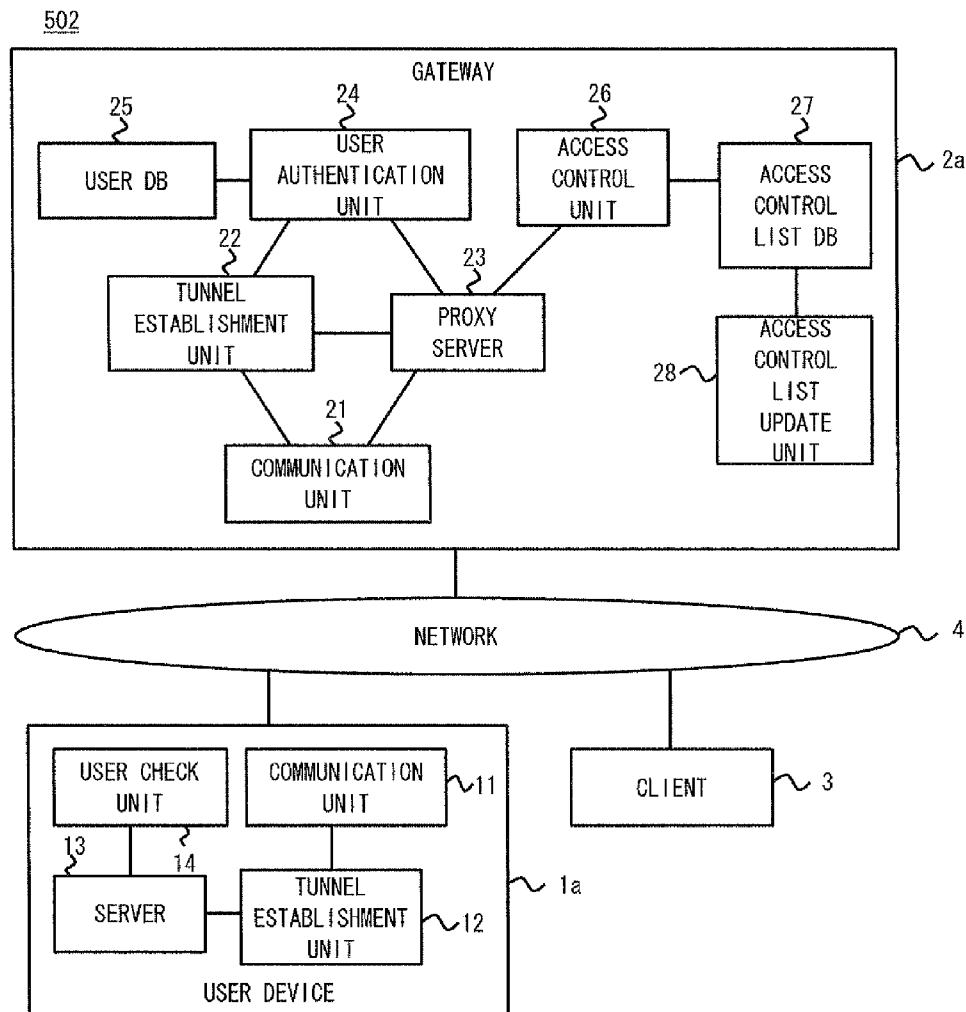 502
GATEWAY
25
USER DB
24
USER
AUTHENTICATION
UNIT
26
ACCESS
CONTROL
UNIT
27
ACCESS
CONTROL
LIST DB
2a
22
TUNNEL
ESTABLISHMENT
UNIT
23
PROXY
SERVER
28
ACCESS
CONTROL
LIST
UPDATE
UNIT
21
COMMUNICATION
UNIT
NETWORK
4
USER CHECK
UNIT
14
COMMUNICATION
UNIT
11
CLIENT
3
13
SERVER
TUNNEL
ESTABLISHMENT
UNIT
12
1a
USER DEVICE